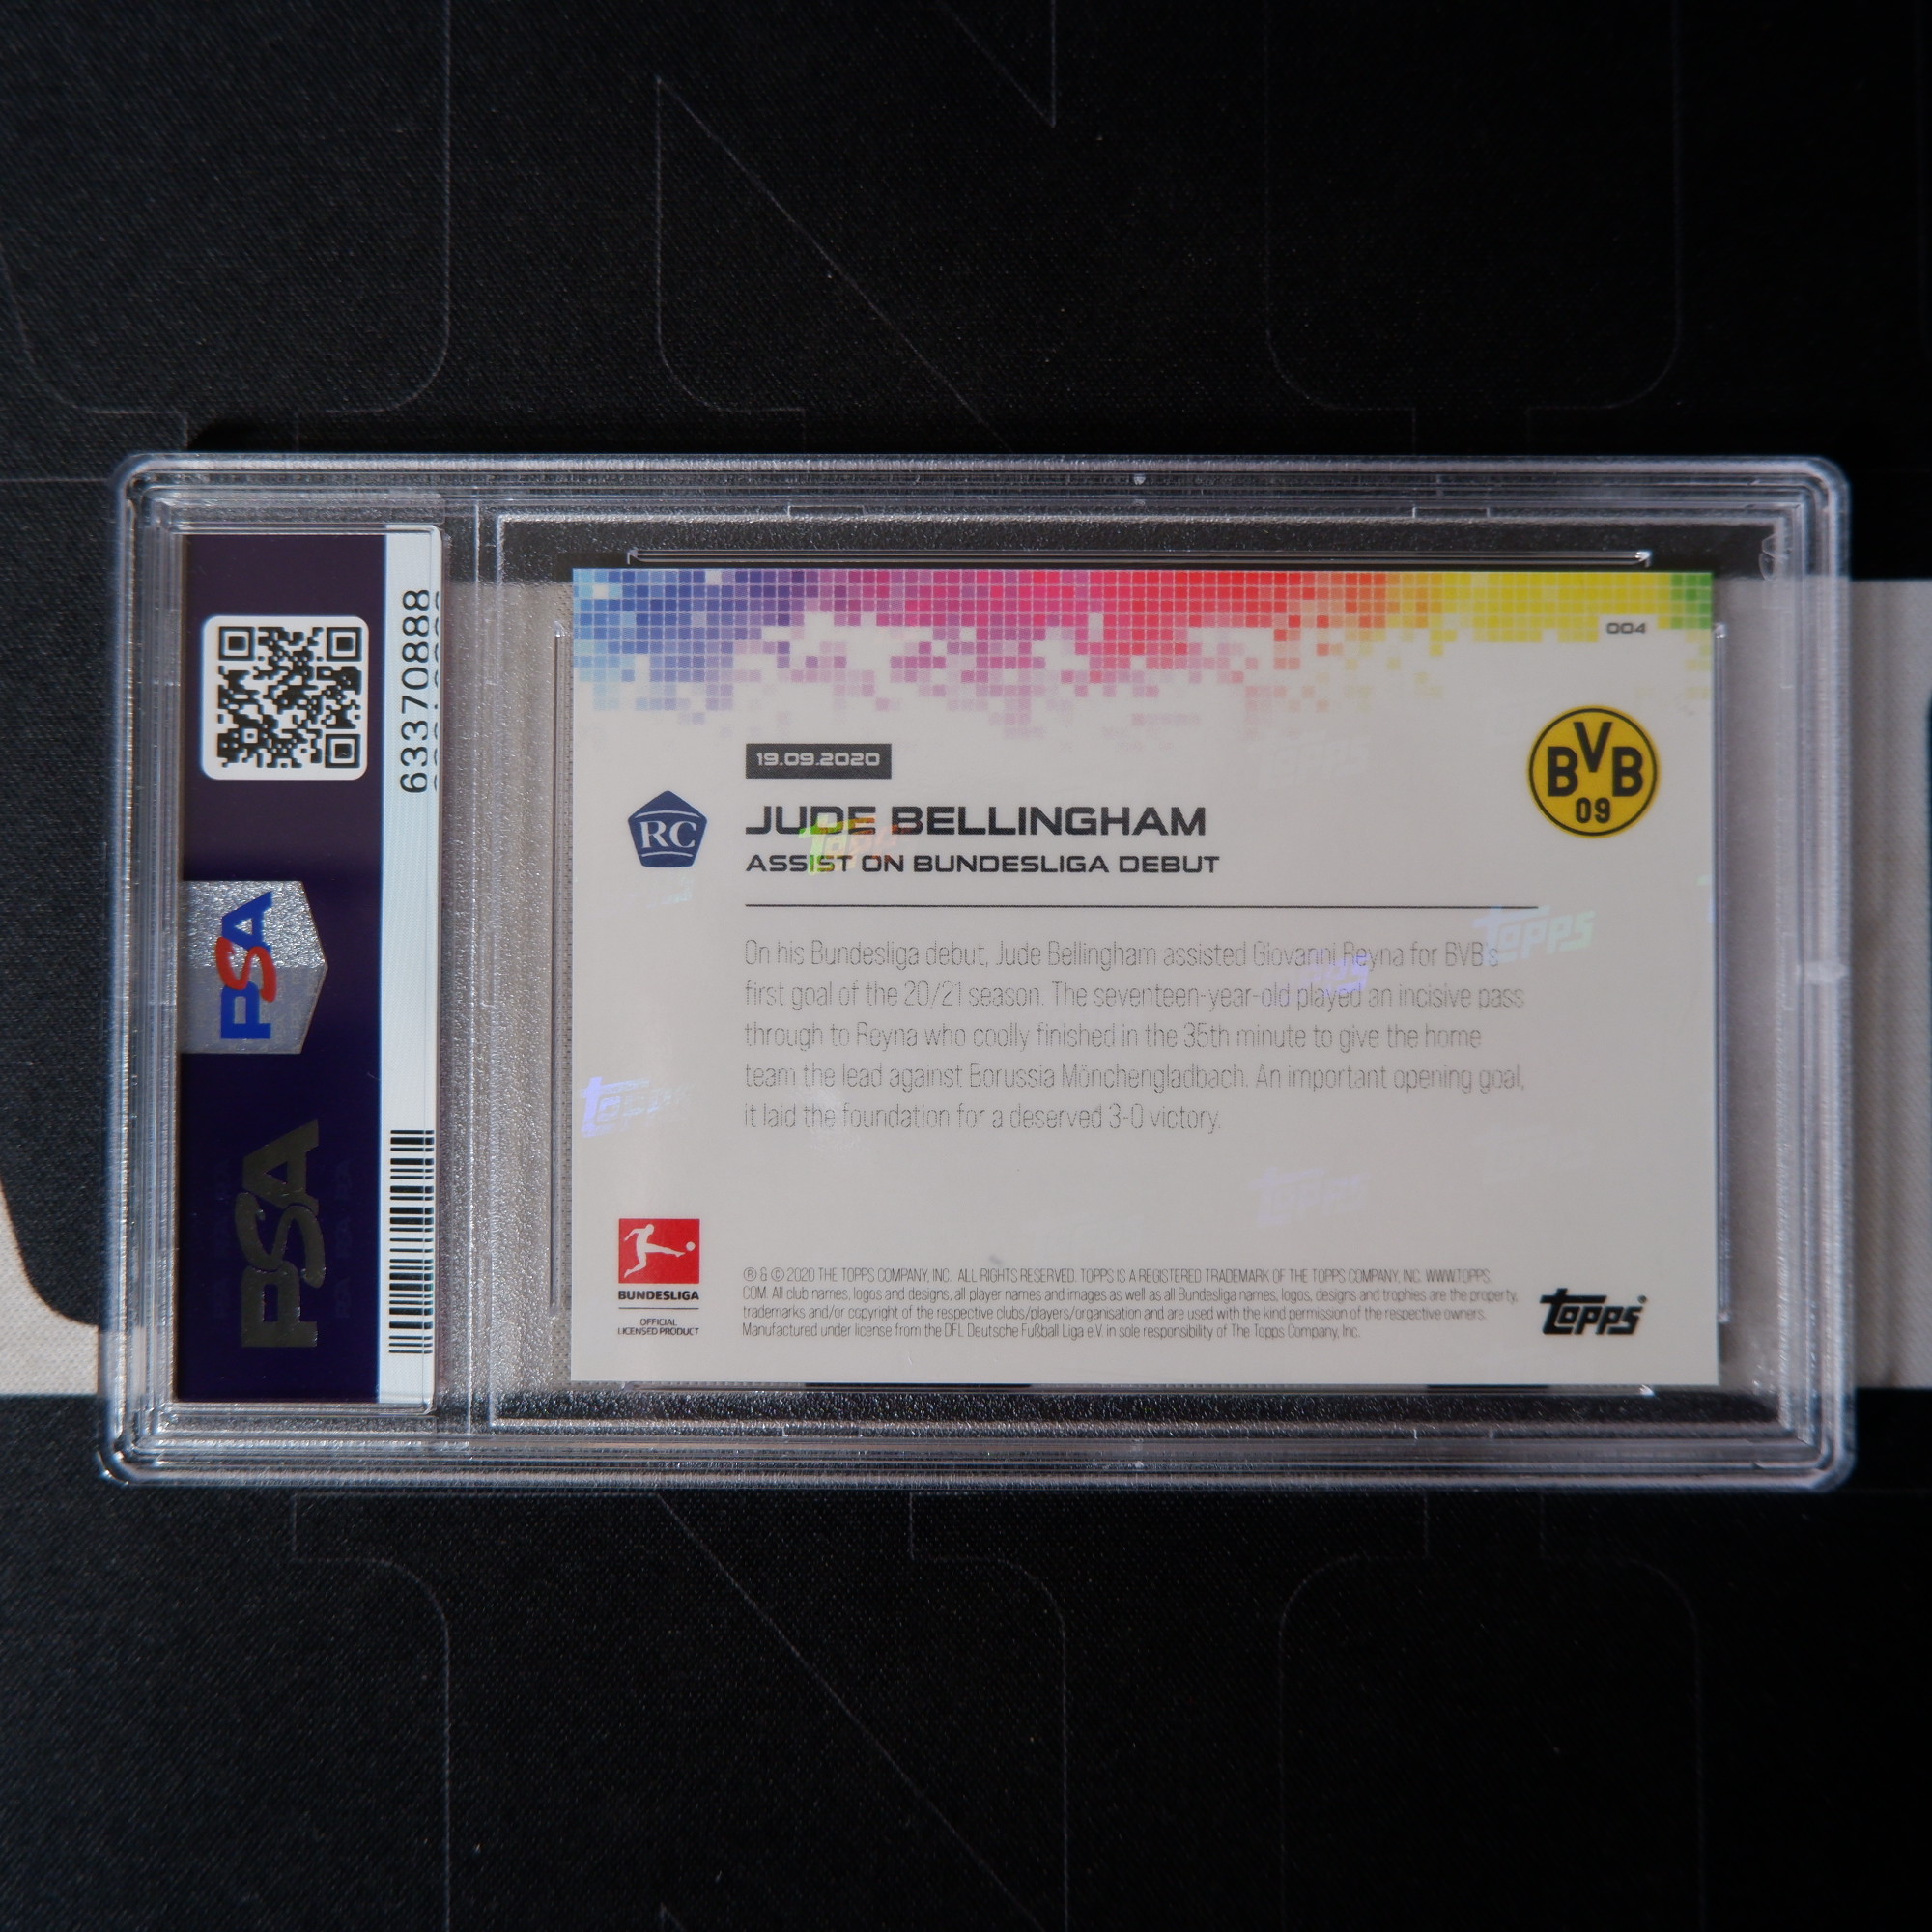 63370888
PSA
PSA
004
19.09.2020
BVB
09
RC
JUDE BELLINGHAM
ASSIST ON BUNDESLIGA DEBUT
On his Bundesliga debut, Jude Bellingham assisted Giovanni Reyna for BVB's
first goal of the 20/21 season. The seventeen-year-old played an incisive pass
through to Reyna who coolly finished in the 35th minute to give the home
team the lead against Borussia Mönchengladbach. An important opening goal,
it laid the foundation for a deserved 3-0 victory.
BUNDESLIGA
OFFICIAL
LICENSED PRODUCT
® & © 2020 THE TOPPS COMPANY, INC. ALL RIGHTS RESERVED. TOPPS IS A REGISTERED TRADEMARK OF THE TOPPS COMPANY, INC. WWW.TOPPS.
COM. All club names, logos and designs, all player names and images as well as all Bundesliga names, logos, designs and trophies are the property,
trademarks and/or copyright of the respective clubs/players/organisation and are used with the kind permission of the respective owners.
Manufactured under license from the DFL Deutsche Fußball Liga e.V. in sole responsibility of The Topps Company, Inc.
topps